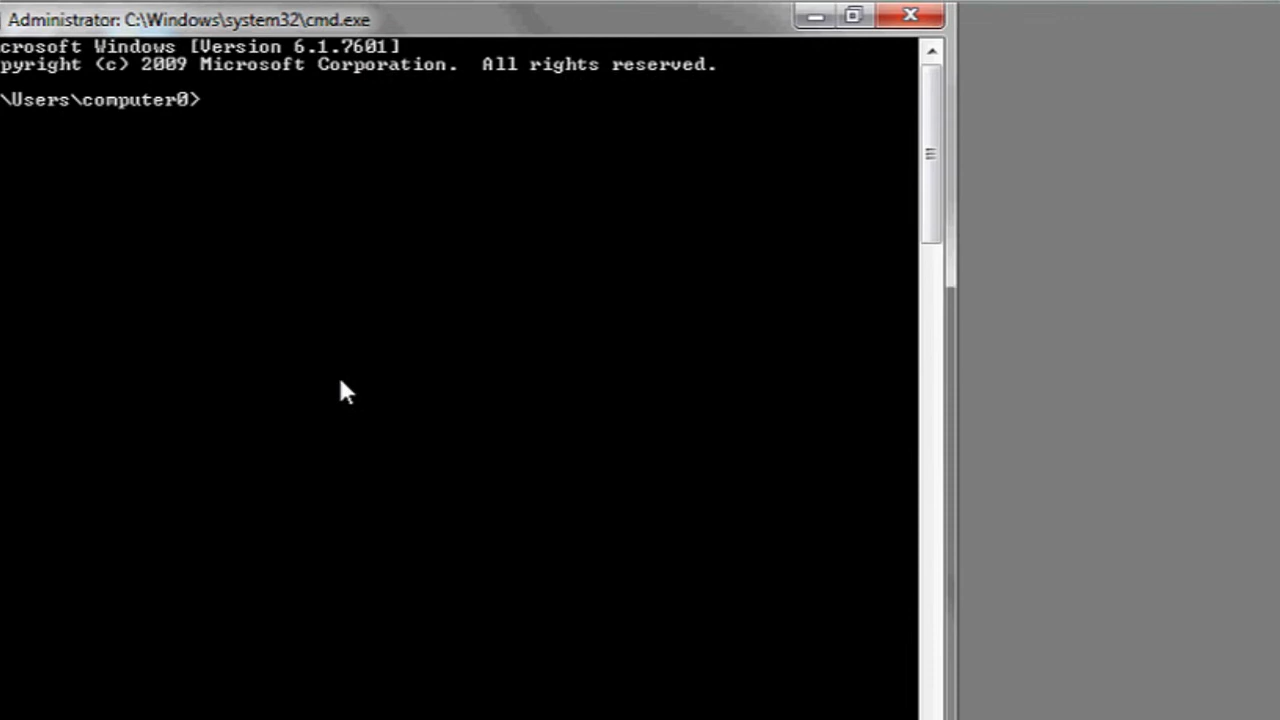 Administrator: C:\Windows\system32\cmd.exe
crosoft Windows [Version 6.1.7601]
pyright (c) 2009 Microsoft Corporation.  All rights reserved.
\Users\computer0>